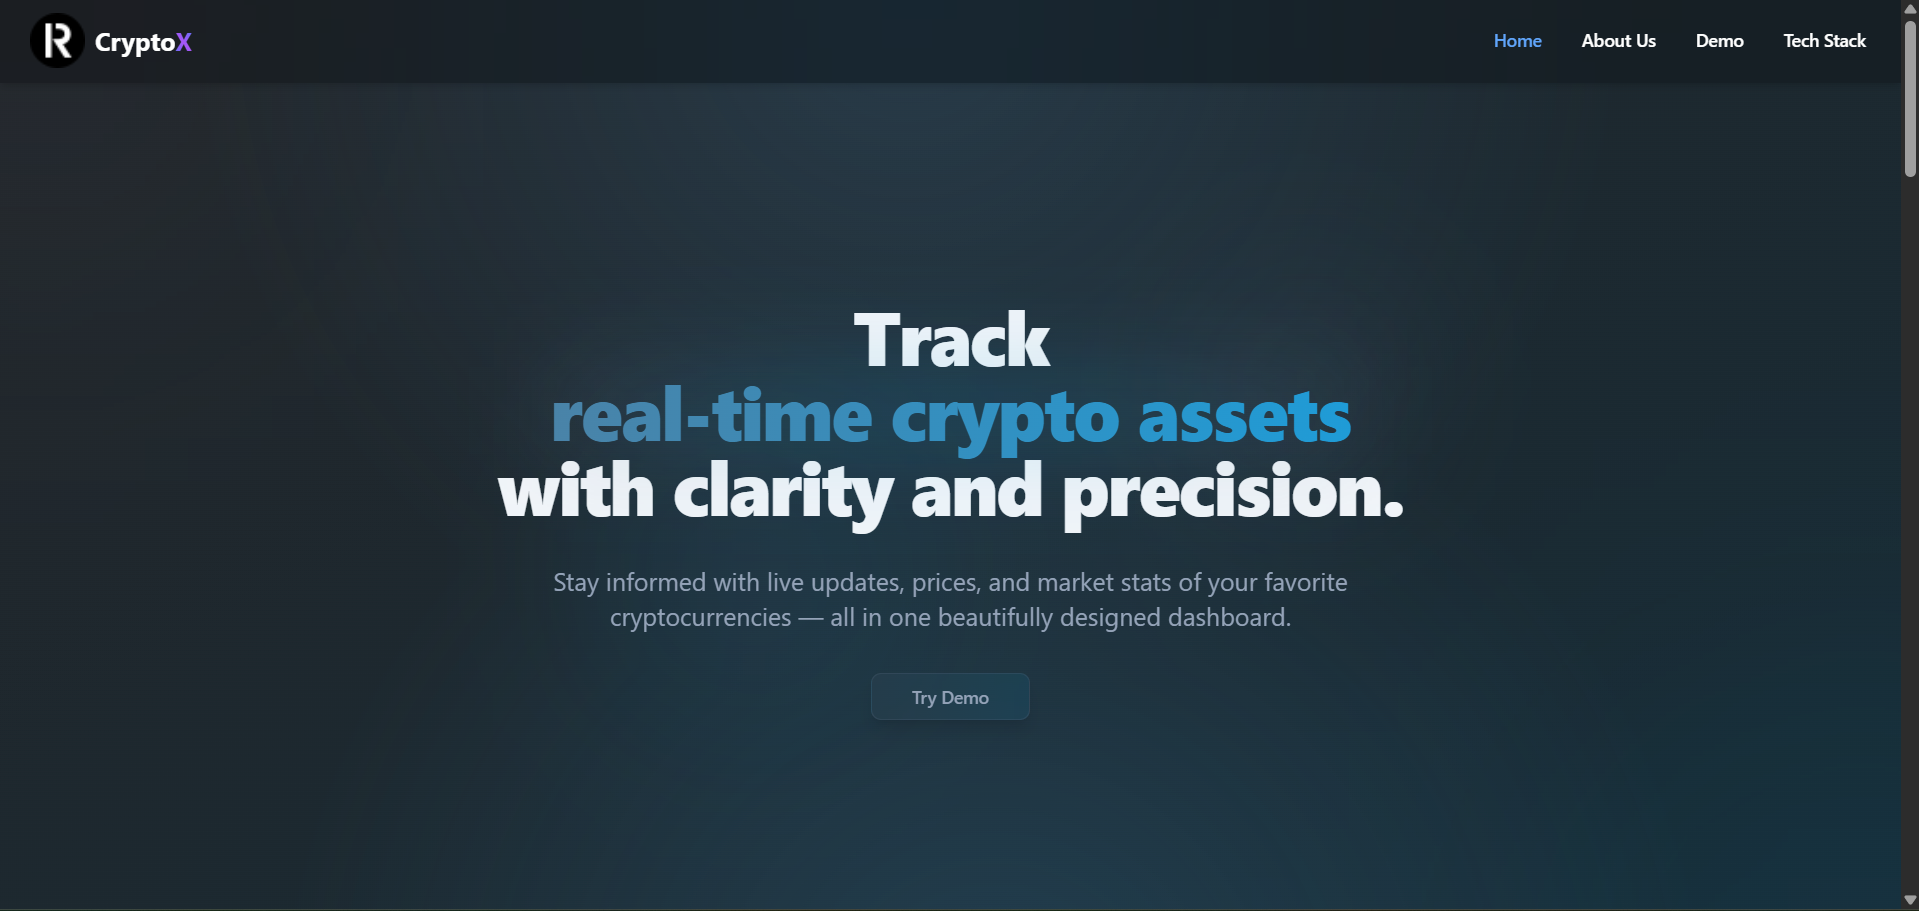 R CryptoX
Home About Us Demo Tech Stack
Track
real-time crypto assets
with clarity and precision.
Stay informed with live updates, prices, and market stats of your favorite
cryptocurrencies — all in one beautifully designed dashboard.
Try Demo